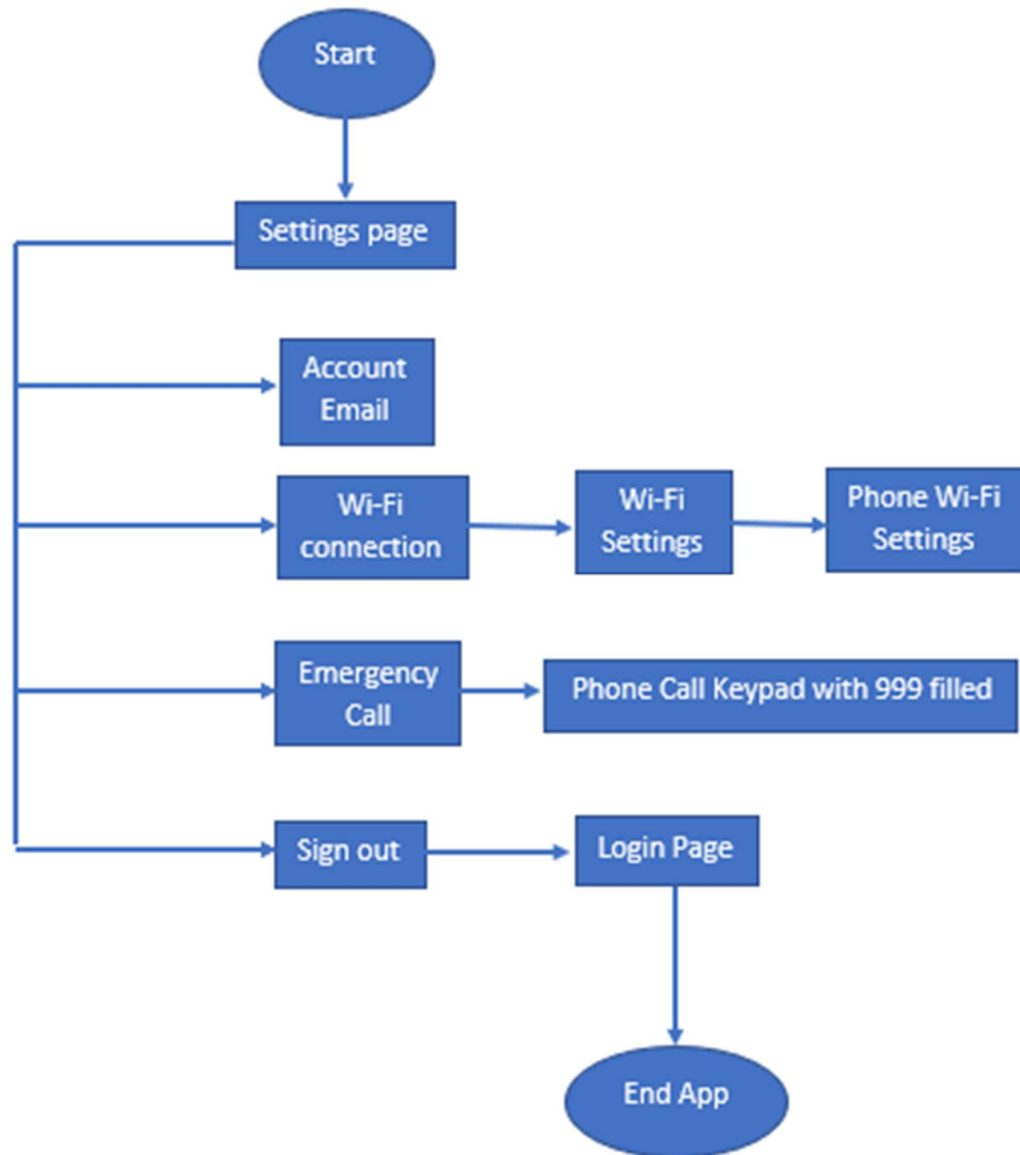 Start
Settings page
Account
Email
Wi-Fi
connection
Wi-Fi
Settings
Phone Wi-Fi
Settings
Emergency
Call
Phone Call Keypad with 999 filled
Sign out
Login Page
End App